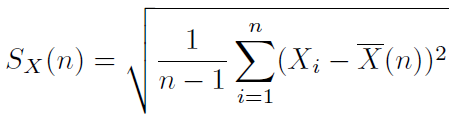 $S_X(n) = \sqrt{\frac{1}{n-1} \sum_{i=1}^{n} (X_i - \overline{X}(n))^2}$